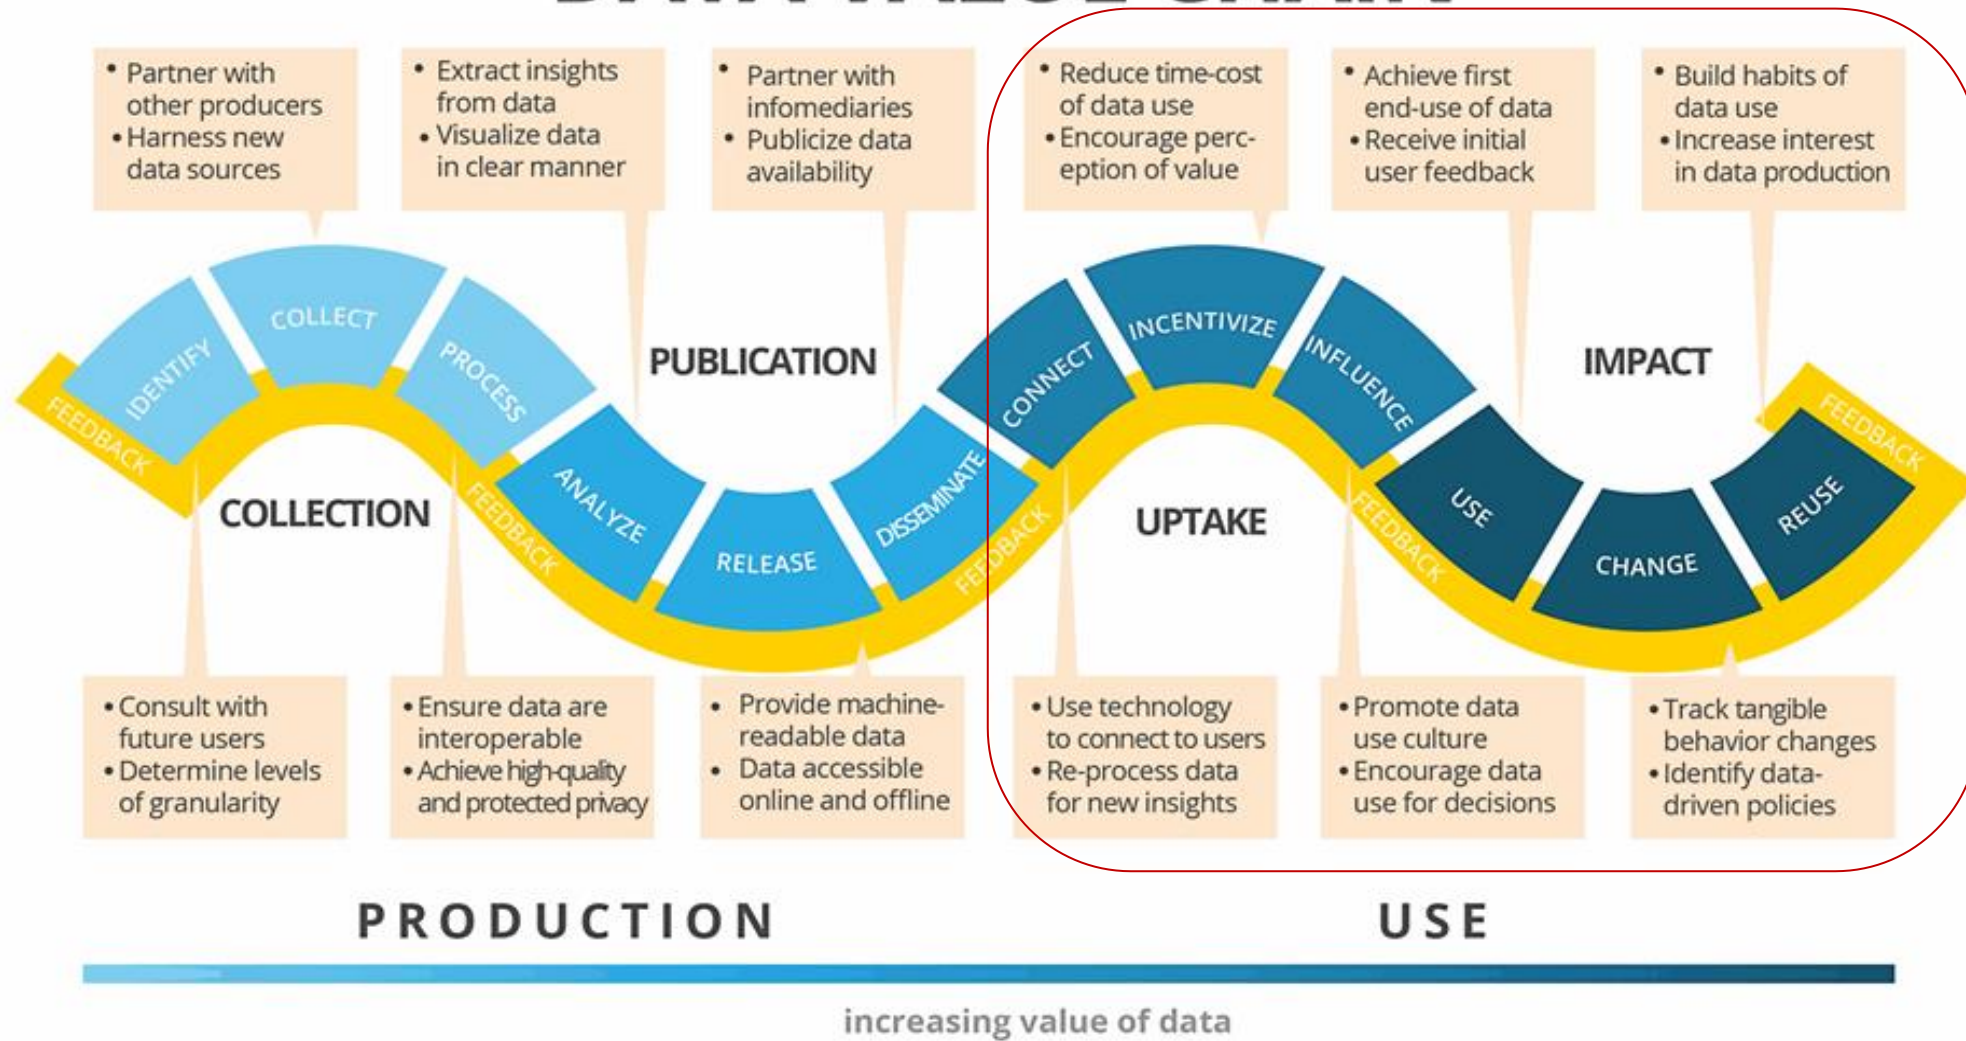 DATA VALUE CHAIN
• Partner with
other producers
• Harness new
data sources
• Extract insights
from data
• Visualize data
in clear manner
• Partner with
infomediaries
• Publicize data
availability
• Reduce time-cost
of data use
• Encourage perc-
eption of value
• Achieve first
end-use of data
• Receive initial
user feedback
• Build habits of
data use
• Increase interest
in data production
FEEDBACK
IDENTIFY
COLLECT
PROCESS
COLLECTION
FEEDBACK
PUBLICATION
ANALYZE
RELEASE
DISSEMINATE
FEEDBACK
CONNECT
INCENTIVIZE
INFLUENCE
UPTAKE
FEEDBACK
IMPACT
USE
CHANGE
REUSE
FEEDBACK
• Consult with
future users
• Determine levels
of granularity
• Ensure data are
interoperable
• Achieve high-quality
and protected privacy
• Provide machine-
readable data
• Data accessible
online and offline
• Use technology
to connect to users
• Re-process data
for new insights
• Promote data
use culture
• Encourage data
use for decisions
• Track tangible
behavior changes
• Identify data-
driven policies
PRODUCTION
USE
increasing value of data